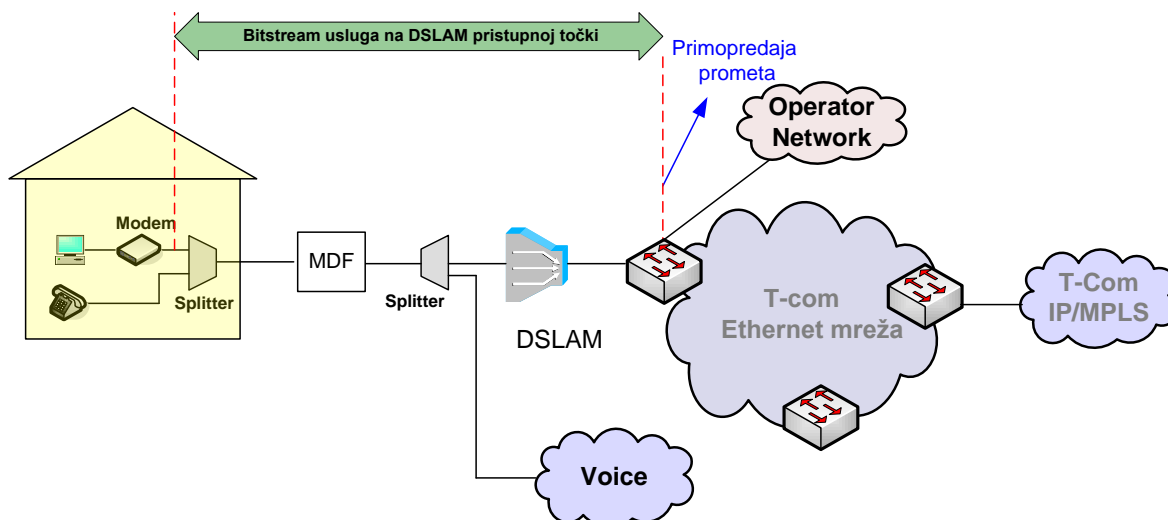 Bitstream usluga na DSLAM pristupnoj točki
Primopredaja
prometa
Operator
Network
Modem
Splitter
MDF
Splitter
DSLAM
T-com
Ethernet mreža
T-Com
IP/MPLS
Voice